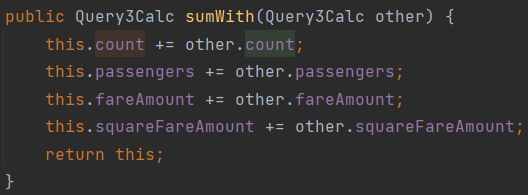 public Query3Calc sumWith(Query3Calc other) {
    this.count += other.count;
    this.passengers += other.passengers;
    this.fareAmount += other.fareAmount;
    this.squareFareAmount += other.squareFareAmount;
    return this;
}